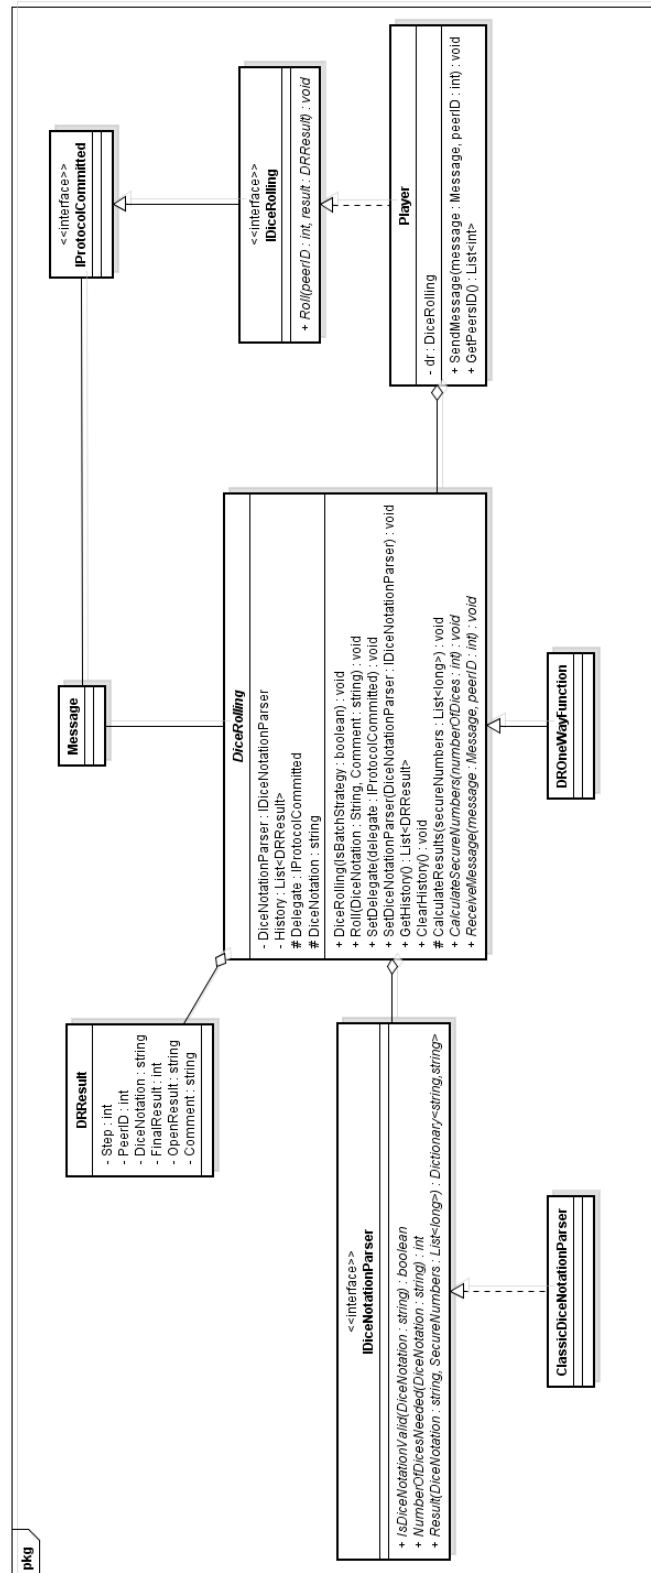 pkg
<<interface>>
IProtocolCommitted
Message
DRResult
- Step : int
- PeerID : int
- DiceNotation : string
- FinalResult : int
- OpenResult : string
- Comment : string
<<interface>>
IDiceRolling
+ Roll(peerID : int, result : DRResult) : void
DiceRolling
- DiceNotationParser : IDiceNotationParser
- History : List<DRResult>
# Delegate : IProtocolCommitted
# DiceNotation : string
+ DiceRolling(IsBatchStrategy : boolean) : void
+ Roll(DiceNotation : String, Comment : string) : void
+ SetDelegate(delegate : IProtocolCommitted) : void
+ SetDiceNotationParser(DiceNotationParser : IDiceNotationParser) : void
+ GetHistory() : List<DRResult>
+ ClearHistory() : void
# CalculateResults(secureNumbers : List<long>) : void
+ CalculateSecureNumbers(numberOfDices : int) : void
+ ReceiveMessage(message : Message, peerID : int) : void
<<interface>>
IDiceNotationParser
+ IsDiceNotationValid(DiceNotation : string) : boolean
+ NumberOfDicesNeeded(DiceNotation : string) : int
+ Result(DiceNotation : string, SecureNumbers : List<long>) : Dictionary<string,string>
Player
- dr : DiceRolling
+ SendMessage(message : Message, peerID : int) : void
+ GetPeersID() : List<int>
ClassicDiceNotationParser
DROneWayFunction